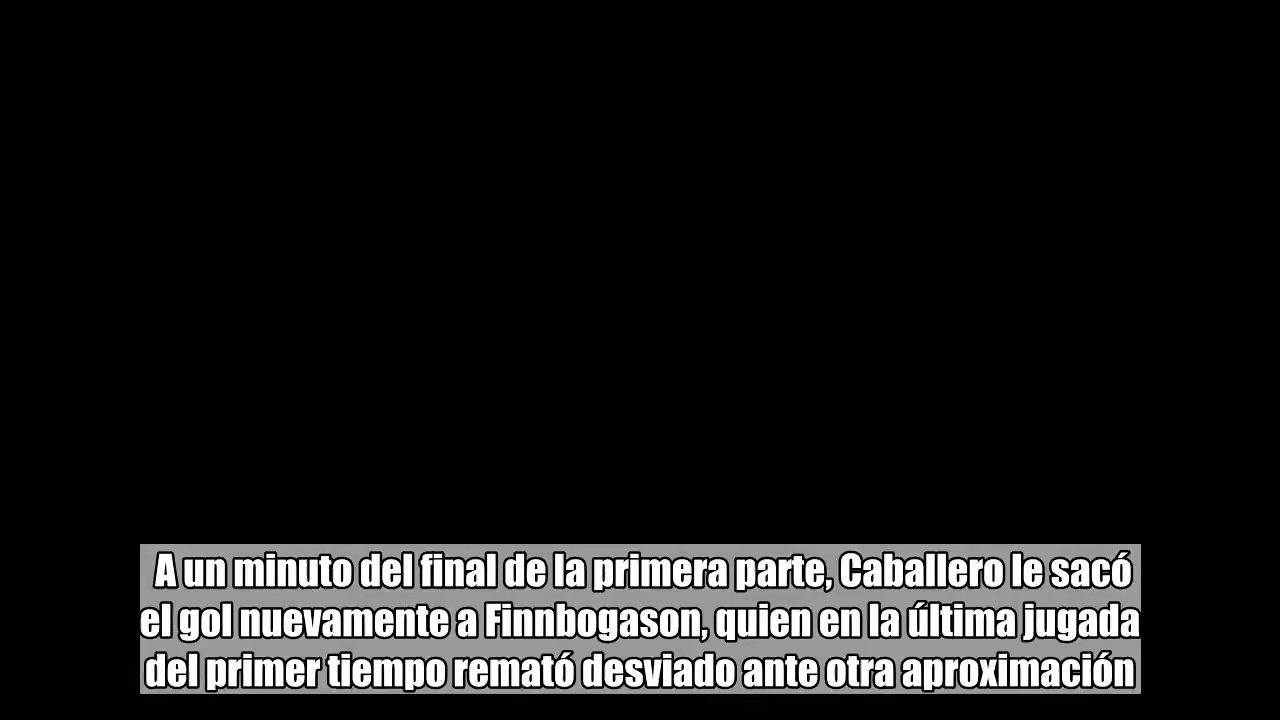 A un minuto del final de la primera parte, Caballero le sacó
el gol nuevamente a Finnbogason, quien en la última jugada
del primer tiempo remató desviado ante otra aproximación